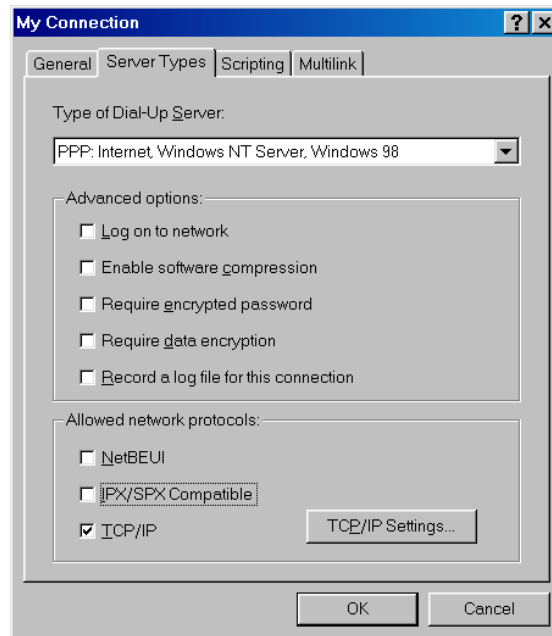 My Connection
General Server Types Scripting Multilink
Type of Dial-Up Server:
PPP: Internet, Windows NT Server, Windows 98
Advanced options:
Log on to network
Enable software compression
Require encrypted password
Require data encryption
Record a log file for this connection
Allowed network protocols:
NetBEUI
IPX/SPX Compatible
TCP/IP TCP/IP Settings...
OK Cancel